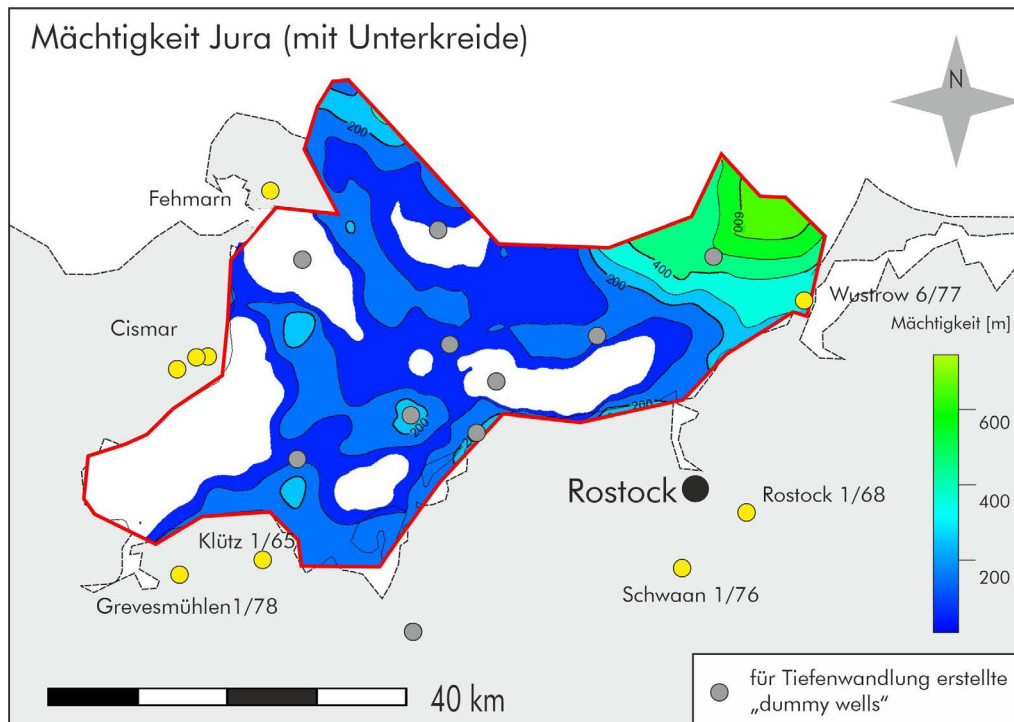 Mächtigkeit Jura (mit Unterkreide)
N
200
Fehmarn
600
400
200
Wustrow 6/77
Cismar
Mächtigkeit [m]
600
200
200
Rostock
400
Rostock 1/68
Klütz 1/65
200
Schwaan 1/76
Grevesmühlen1/78
40 km
für Tiefenwandlung erstellte
„dummy wells“